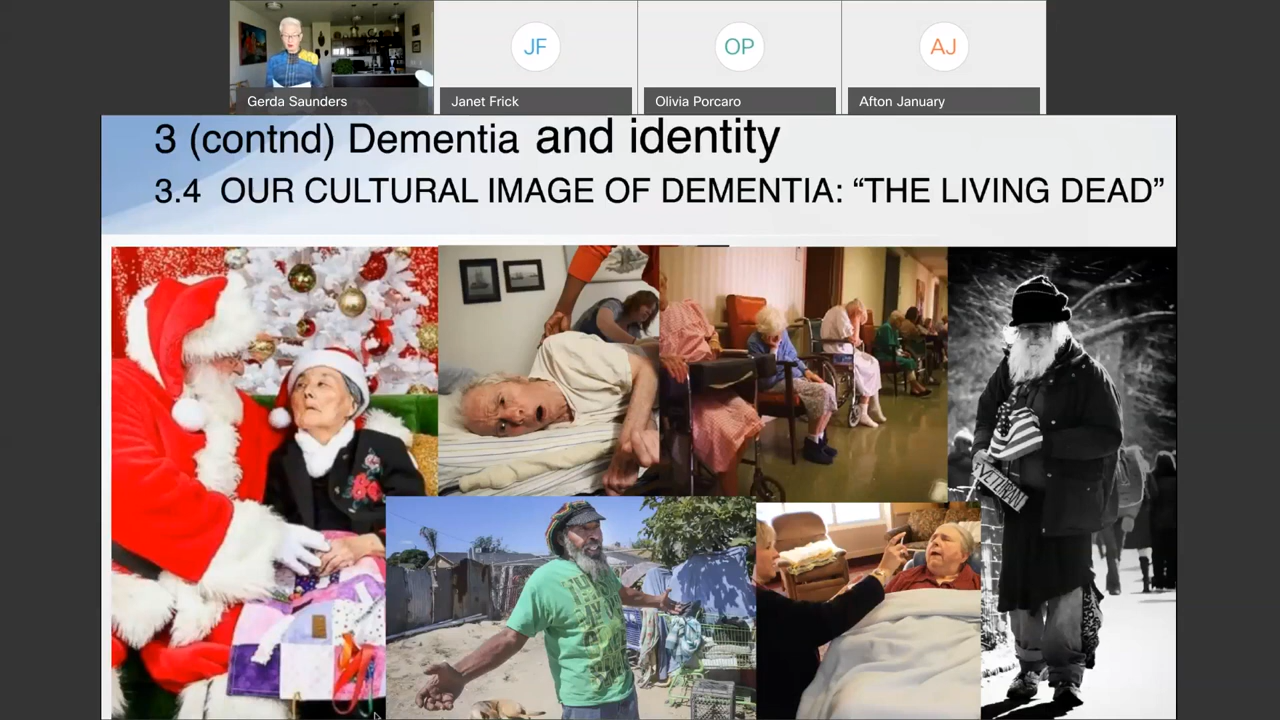 JF
OP
AJ
Gerda Saunders
Janet Frick
Olivia Porcaro
Afton January
3 (contnd) Dementia and identity
3.4 OUR CULTURAL IMAGE OF DEMENTIA: “THE LIVING DEAD”
VETERAN